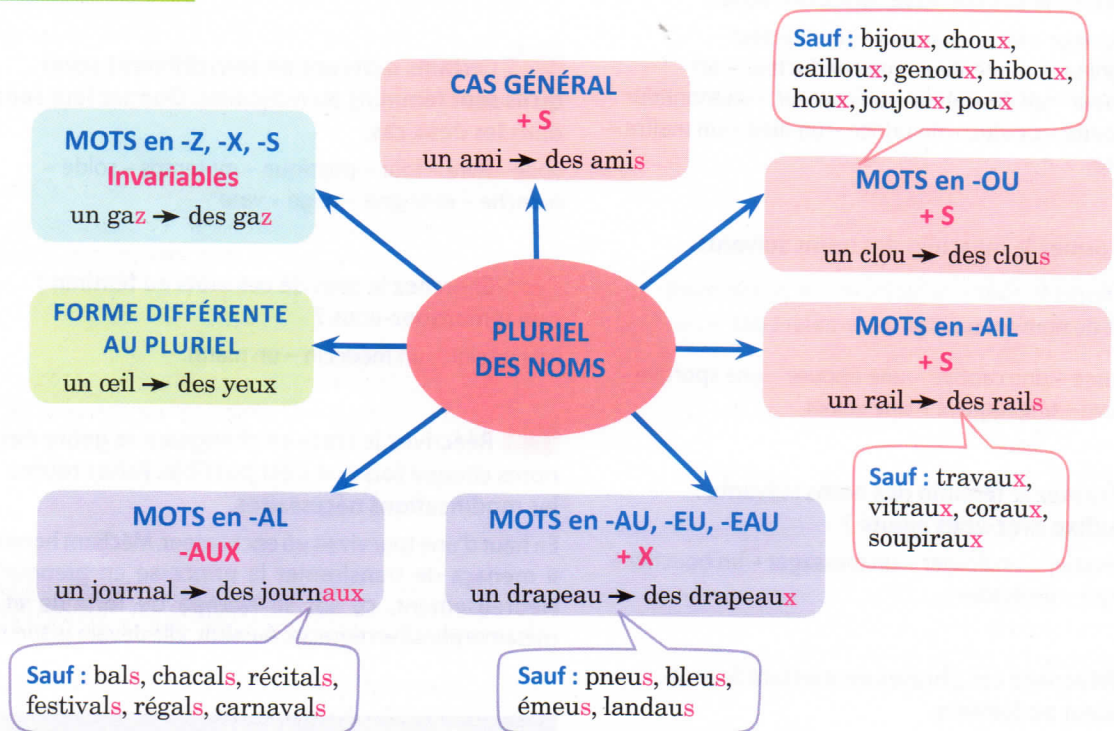 CAS GÉNÉRAL
+ S
un ami → des amis
Sauf : bijoux, choux,
cailloux, genoux, hiboux,
houx, joujoux, poux
MOTS en -Z, -X, -S
Invariables
un gaz → des gaz
MOTS en -OU
+ S
un clou → des clous
FORME DIFFÉRENTE
AU PLURIEL
un œil → des yeux
PLURIEL
DES NOMS
MOTS en -AIL
+ S
un rail → des rails
Sauf : travaux,
vitraux, coraux,
soupiraux
MOTS en -AL
-AUX
un journal → des journaux
Sauf : bals, chacals, récitals,
festivals, régals, carnavals
MOTS en -AU, -EU, -EAU
+ X
un drapeau → des drapeaux
Sauf : pneus, bleus,
émeus, landaus